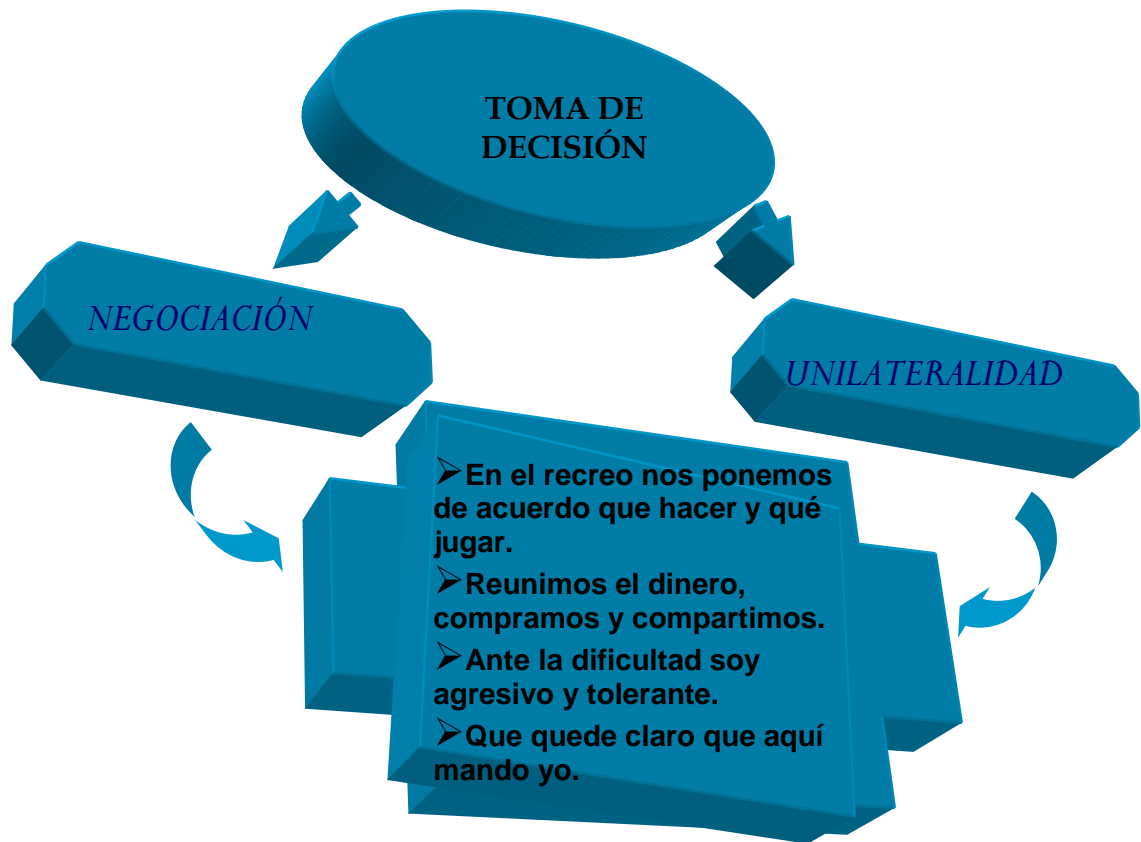 TOMA DE
DECISIÓN
NEGOCIACIÓN
UNILATERALIDAD
➢En el recreo nos ponemos
de acuerdo que hacer y qué
jugar.
➢Reunimos el dinero,
compramos y compartimos.
➢Ante la dificultad soy
agresivo y tolerante.
➢Que quede claro que aquí
mando yo.